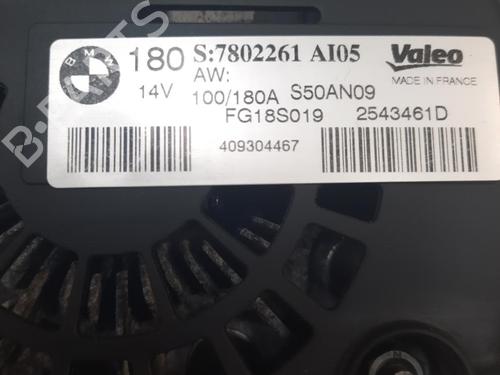 BMW
180 S:7802261 AI05 Valeo
AW: MADE IN FRANCE
14V 100/180A S50AN09
FG18S019 2543461D
409304467
B-PARTS